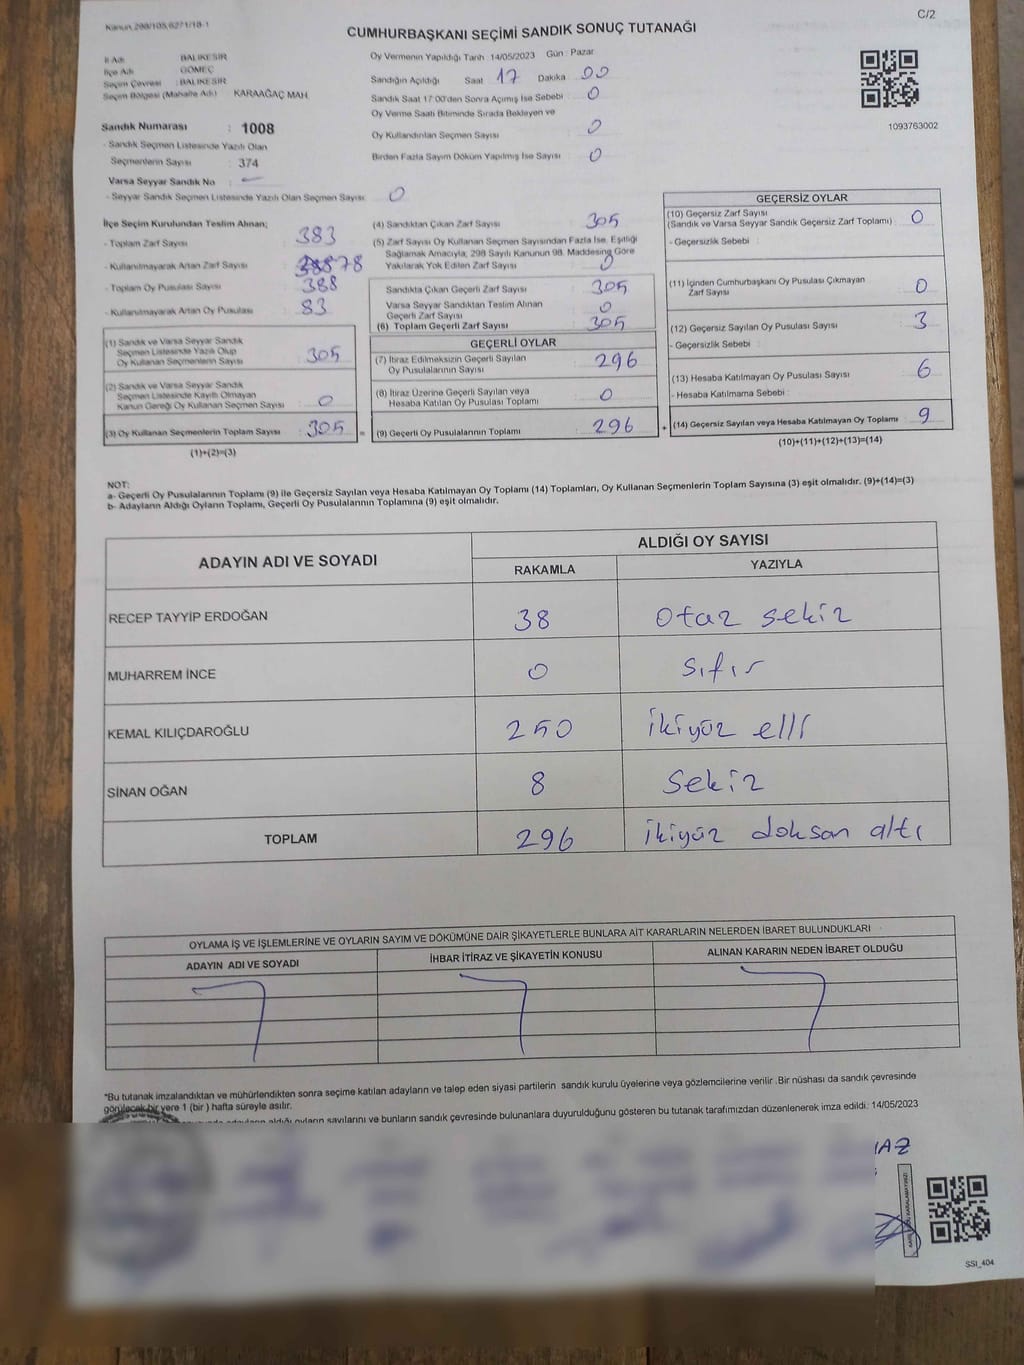 Kanun 298/105,6271/18-1
C/2
CUMHURBAŞKANI SEÇİMİ SANDIK SONUÇ TUTANAĞI
İl Adı : BALIKESİR
İlçe Adı : GÖMEÇ
Seçim Çevresi : BALIKESİR
Seçim Bölgesi (Mahalle Adı) : KARAAĞAÇ MAH.
Sandık Numarası : 1008
- Sandık Seçmen Listesinde Yazılı Olan
Seçmenlerin Sayısı : 374
Varsa Seyyar Sandık No : —
- Seyyar Sandık Seçmen Listesinde Yazılı Olan Seçmen Sayısı: 0
Oy Vermenin Yapıldığı Tarih 14/05/2023 Gün : Pazar
Sandığın Açıldığı Saat : 17 Dakika : 00
Sandık Saat 17:00'den Sonra Açımış İse Sebebi : 0
Oy Verme Saati Bitiminde Sırada Bekleyen ve
Oy Kullandırılan Seçmen Sayısı : 0
Birden Fazla Sayım Döküm Yapılmış İse Sayısı : 0
1093763002
İlçe Seçim Kurulundan Teslim Alınan;
- Toplam Zarf Sayısı : 383
- Kullanılmayarak Artan Zarf Sayısı : 78
- Toplam Oy Pusulası Sayısı : 388
- Kullanılmayarak Artan Oy Pusulası : 83
(1) Sandık ve Varsa Seyyar Sandık
Seçmen Listesinde Yazılı Olup
Oy Kullanan Seçmenlerin Sayısı : 305
(2) Sandık ve Varsa Seyyar Sandık
Seçmen Listesinde Kayıtlı Olmayan
Kanun Gereği Oy Kullanan Seçmen Sayısı : 0
(3) Oy Kullanan Seçmenlerin Toplam Sayısı : 305 =
(1)+(2)=(3)
(4) Sandıktan Çıkan Zarf Sayısı : 305
(5) Zarf Sayısı Oy Kullanan Seçmen Sayısından Fazla İse, Eşitliği
Sağlamak Amacıyla, 298 Sayılı Kanunun 98. Maddesine Göre
Yakılarak Yok Edilen Zarf Sayısı : 0
Sandıkta Çıkan Geçerli Zarf Sayısı : 305
Varsa Seyyar Sandıktan Teslim Alınan
Geçerli Zarf Sayısı : 0
(6) Toplam Geçerli Zarf Sayısı : 305
GEÇERLİ OYLAR
(7) İtiraz Edilmeksizin Geçerli Sayılan
Oy Pusulalarının Sayısı : 296
(8) İtiraz Üzerine Geçerli Sayılan veya
Hesaba Katılan Oy Pusulası Toplamı : 0
(9) Geçerli Oy Pusulalarının Toplamı : 296 +
GEÇERSİZ OYLAR
(10) Geçersiz Zarf Sayısı
(Sandık ve Varsa Seyyar Sandık Geçersiz Zarf Toplamı) : 0
- Geçersizlik Sebebi :
(11) İçinden Cumhurbaşkanı Oy Pusulası Çıkmayan
Zarf Sayısı : 0
(12) Geçersiz Sayılan Oy Pusulası Sayısı : 3
- Geçersizlik Sebebi :
(13) Hesaba Katılmayan Oy Pusulası Sayısı : 6
- Hesaba Katılmama Sebebi :
(14) Geçersiz Sayılan veya Hesaba Katılmayan Oy Toplamı : 9
(10)+(11)+(12)+(13)=(14)
NOT:
a- Geçerli Oy Pusulalarının Toplamı (9) ile Geçersiz Sayılan veya Hesaba Katılmayan Oy Toplamı (14) Toplamları, Oy Kullanan Seçmenlerin Toplam Sayısına (3) eşit olmalıdır. (9)+(14)=(3)
b- Adayların Aldığı Oyların Toplamı, Geçerli Oy Pusulalarının Toplamına (9) eşit olmalıdır.
ADAYIN ADI VE SOYADI
ALDIĞI OY SAYISI
RAKAMLA YAZIYLA
RECEP TAYYİP ERDOĞAN 38 Otuz sekiz
MUHARREM İNCE 0 sıfır
KEMAL KILIÇDAROĞLU 250 ikiyüz elli
SİNAN OĞAN 8 Sekiz
TOPLAM 296 ikiyüz doksan altı
OYLAMA İŞ VE İŞLEMLERİNE VE OYLARIN SAYIM VE DÖKÜMÜNE DAİR ŞİKAYETLERLE BUNLARA AİT KARARLARIN NELERDEN İBARET BULUNDUKLARI
ADAYIN ADI VE SOYADI İHBAR İTİRAZ VE ŞİKAYETİN KONUSU ALINAN KARARIN NEDEN İBARET OLDUĞU
*Bu tutanak imzalandıktan ve mühürlendikten sonra seçime katılan adayların ve talep eden siyasi partilerin sandık kurulu üyelerine veya gözlemcilerine verilir .Bir nüshası da sandık çevresinde
görülecek bir yere 1 (bir ) hafta süreyle asılır.
adayların aldığı oyların sayılarını ve bunların sandık çevresinde bulunanlara duyurulduğunu gösteren bu tutanak tarafımızdan düzenlenerek imza edildi. 14/05/2023
SSI_404